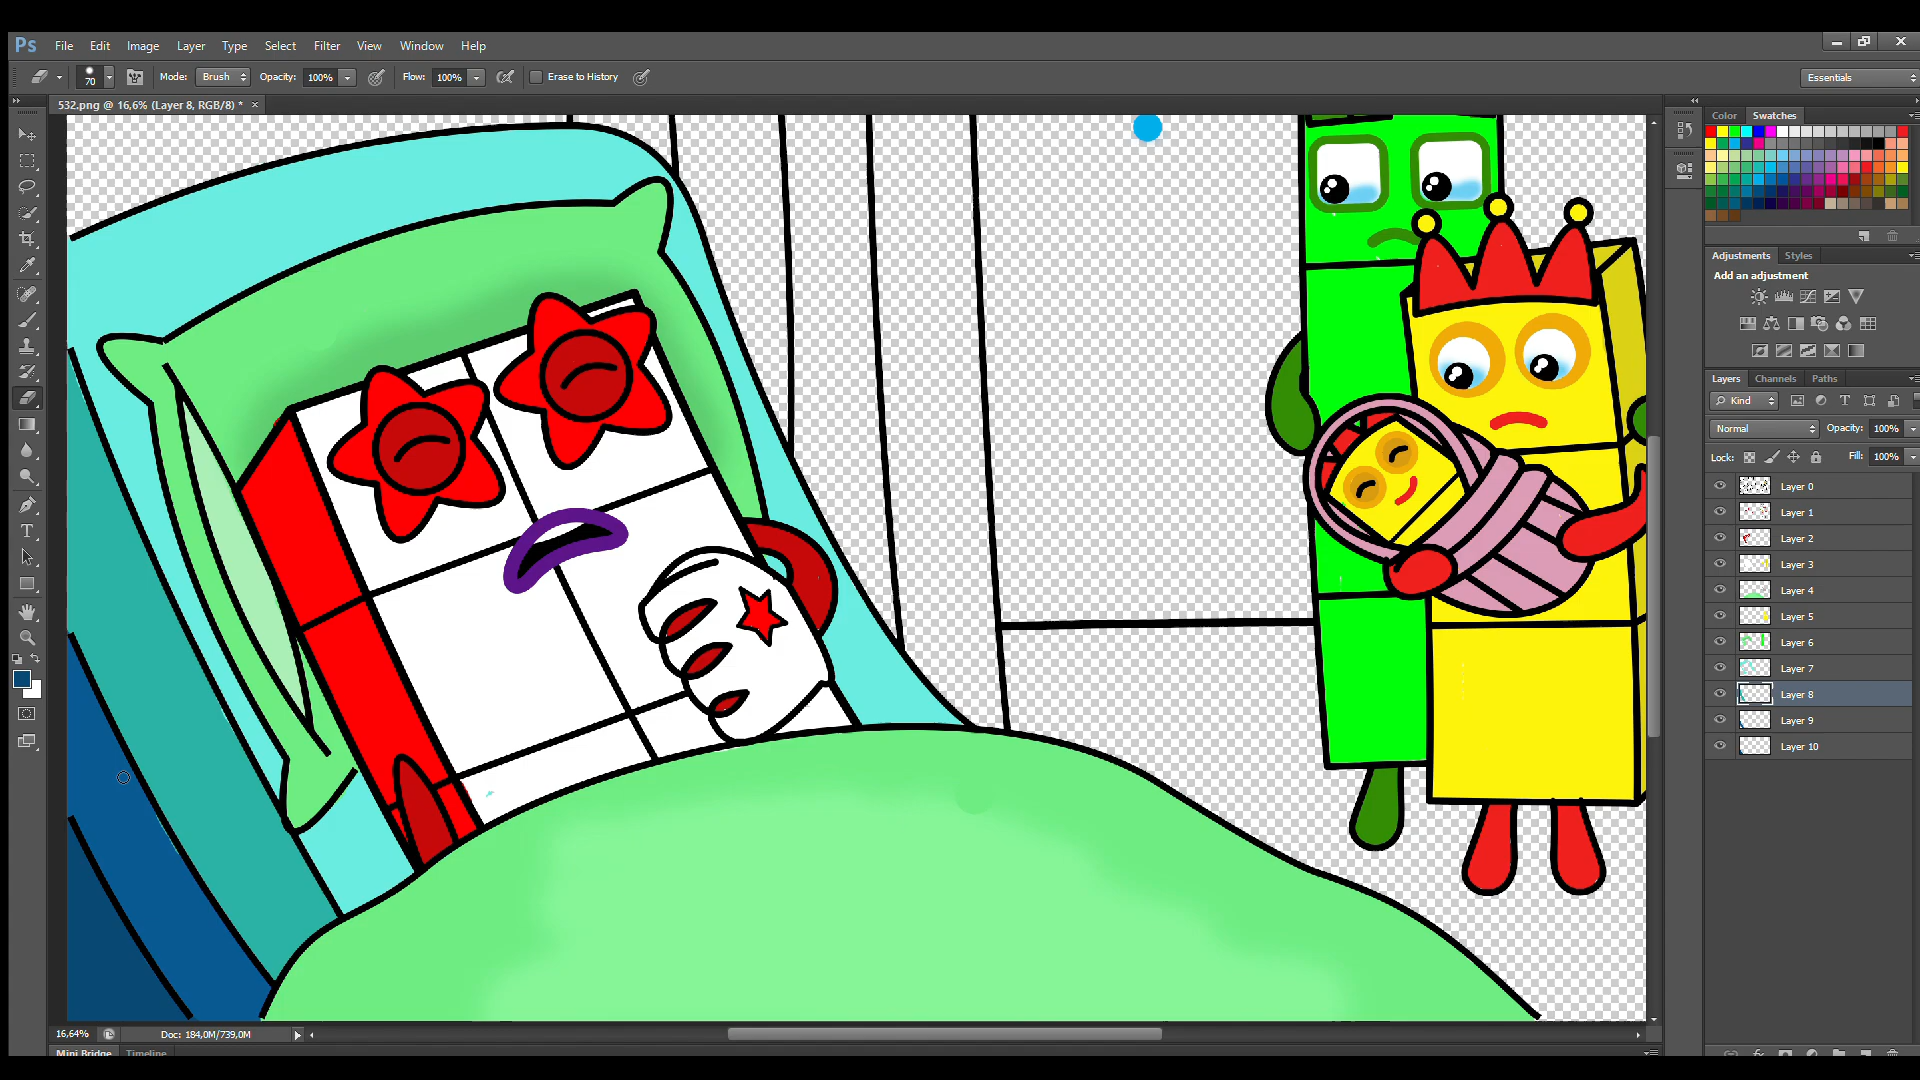 Ps File Edit Image Layer Type Select Filter View Window Help
70 Mode: Brush Opacity: 100% Flow: 100% Erase to History Essentials
532.png @ 16,6% (Layer 8, RGB/8) *
Color Swatches
Adjustments Styles
Add an adjustment
Layers Channels Paths
Kind
Normal Opacity: 100%
Lock: Fill: 100%
Layer 0
Layer 1
Layer 2
Layer 3
Layer 4
Layer 5
Layer 6
Layer 7
Layer 8
Layer 9
Layer 10
16,64% Doc: 184,0M/739,0M
Mini Bridge Timeline